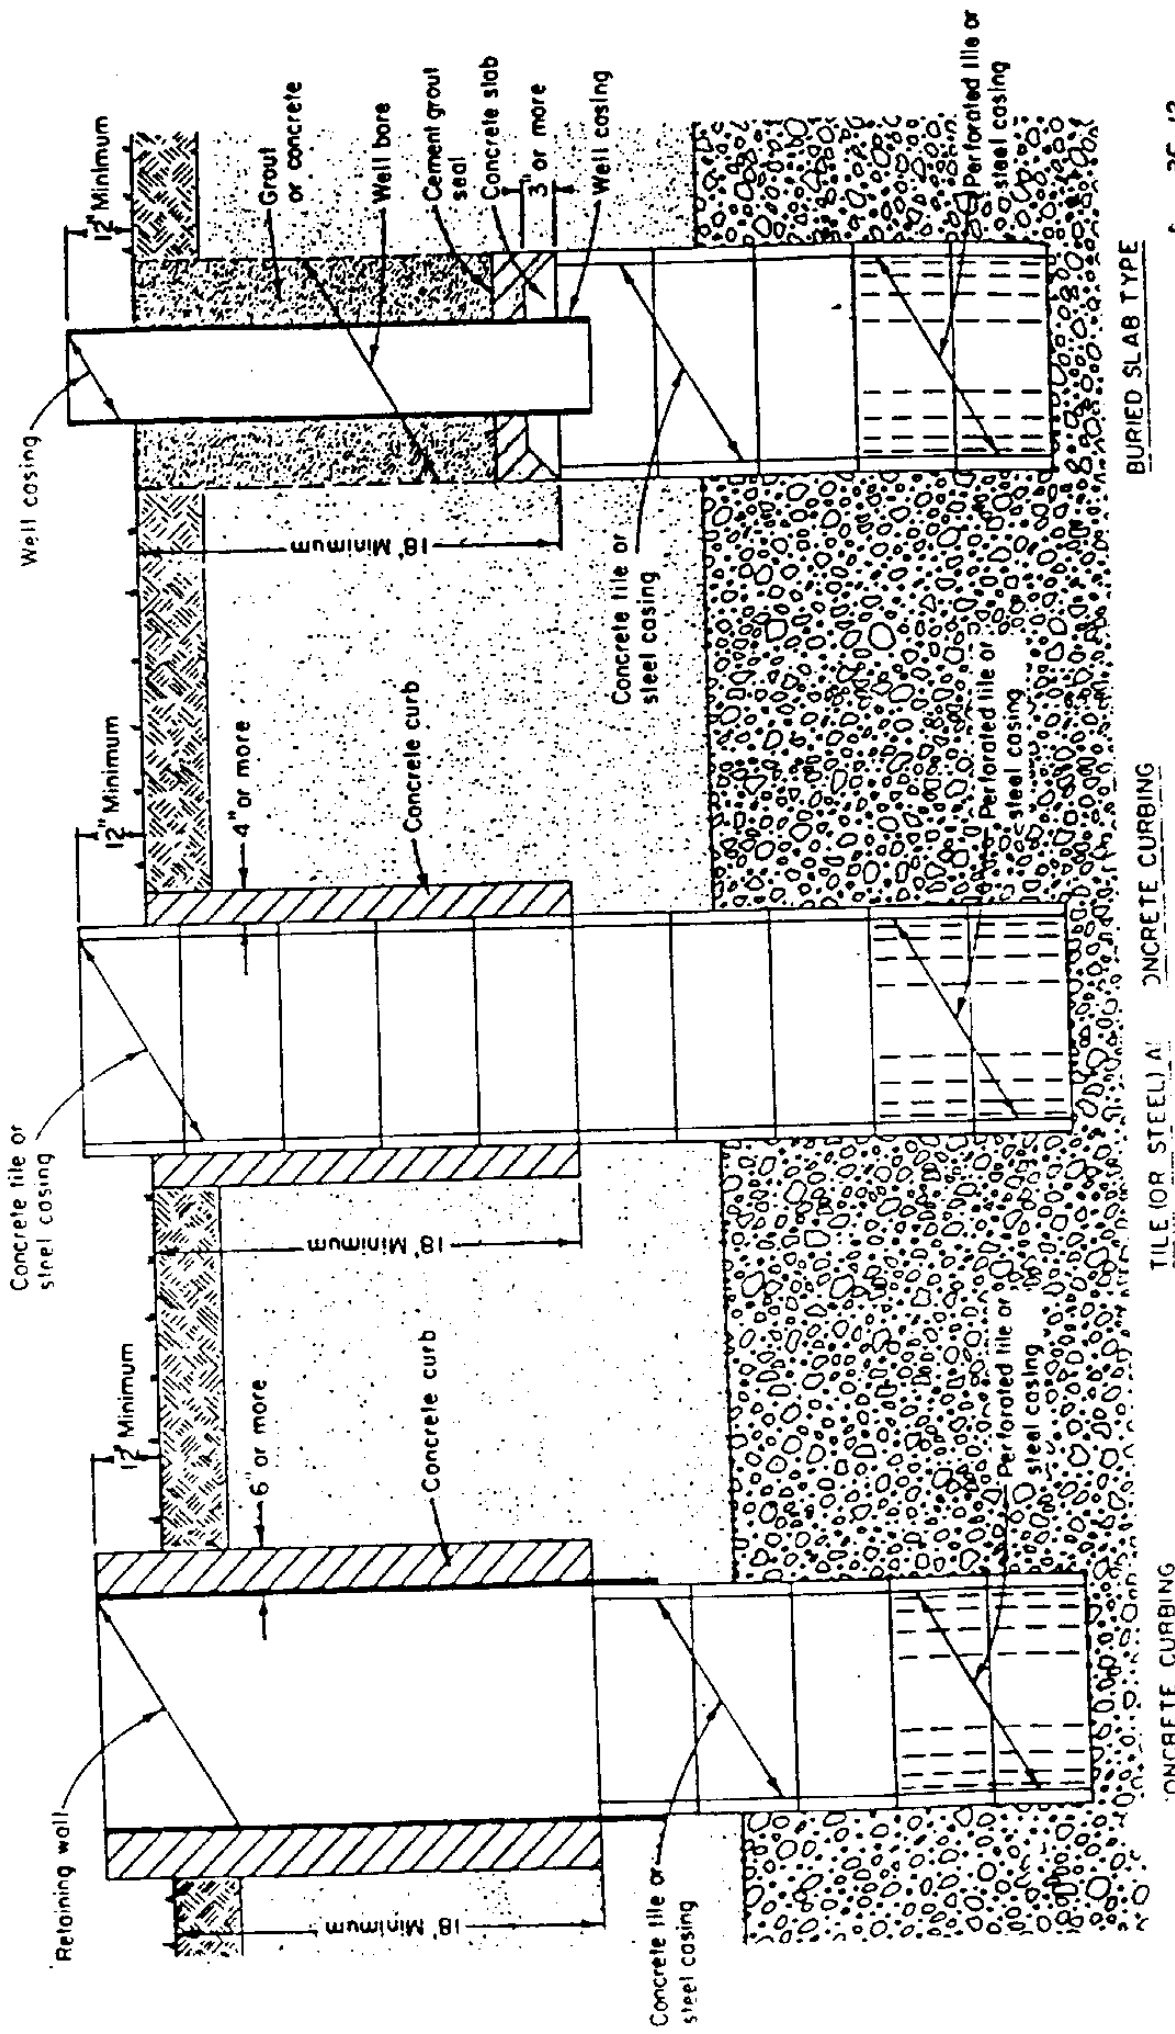 Well casing
12" Minimum
Grout
or concrete
Well bore
Cement grout
seal
Concrete slab
3" or more
Well casing
18' Minimum
Concrete tile or
steel casing
Perforated tile or
steel casing
BURIED SLAB TYPE
Concrete tile or
steel casing
12" Minimum
4" or more
Concrete curb
18' Minimum
Perforated tile or
steel casing
TILE (OR STEEL)
ONCRETE CURBING
Retaining wall
12" Minimum
6" or more
Concrete curb
18' Minimum
Concrete tile or
steel casing
Perforated tile or
steel casing
ONCRETE CURBING